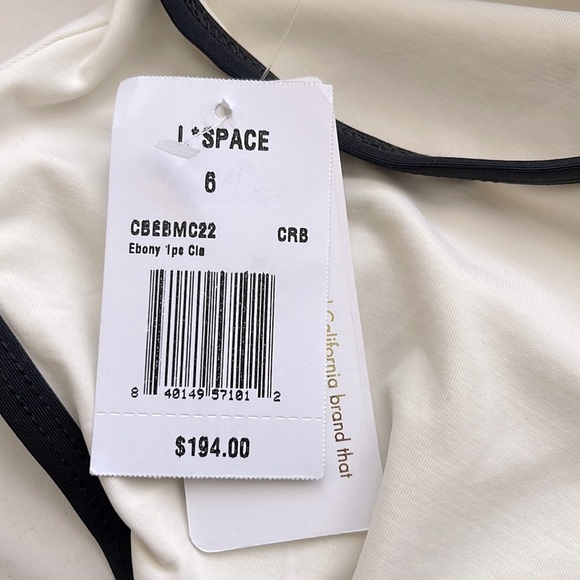 L*SPACE
6
CBEBMC22 CRB
Ebony 1pc Cla
8 40149 57101 2
$194.00
California brand that